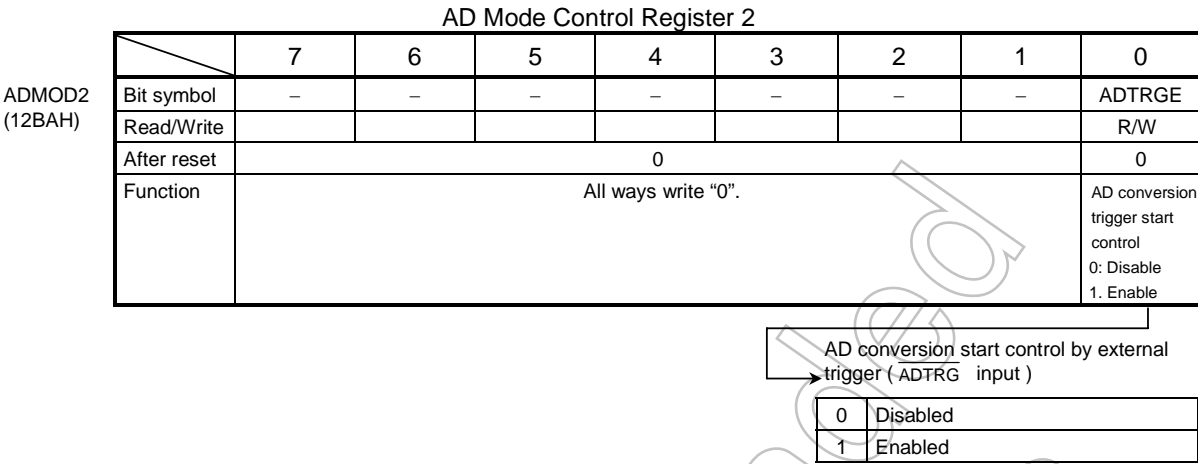 AD Mode Control Register 2
7 6 5 4 3 2 1 0
ADMOD2
(12BAH)
Bit symbol – – – – – – – ADTRGE
Read/Write R/W
After reset 0 0
Function All ways write “0”. AD conversion
trigger start
control
0: Disable
1. Enable
AD conversion start control by external
trigger ( ADTRG input )
0 Disabled
1 Enabled